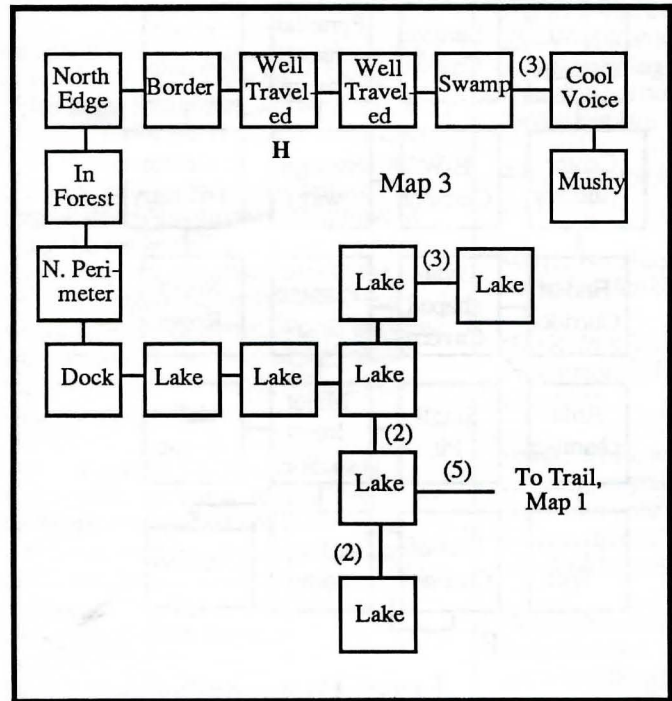 North
Edge
Border
Well
Travel-
ed
Well
Travel-
ed
Swamp
(3)
Cool
Voice
H
In
Forest
Map 3
Mushy
N. Peri-
meter
Lake
(3)
Lake
Dock
Lake
Lake
Lake
(2)
Lake
(5)
To Trail,
Map 1
(2)
Lake